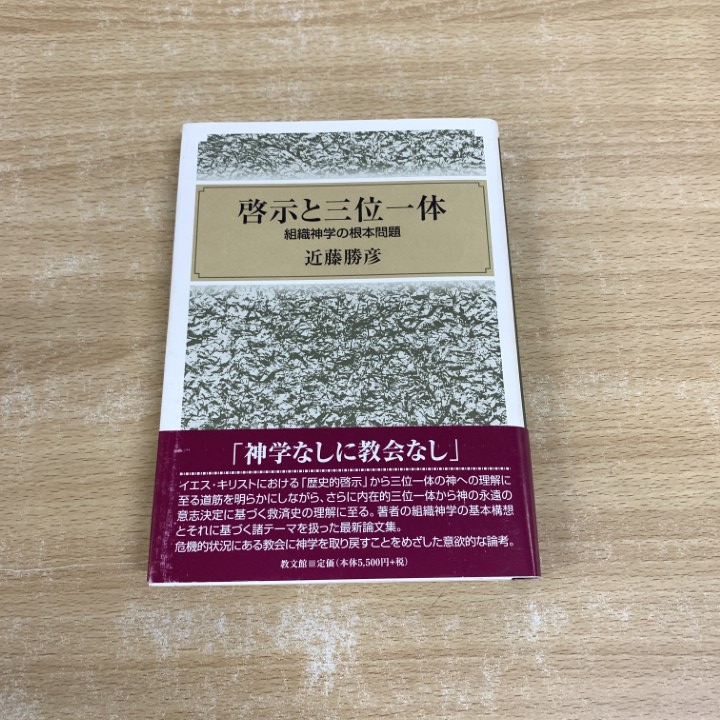 啓示と三位一体
組織神学の根本問題
近藤勝彦
「神学なしに教会なし」
イエス・キリストにおける「歴史的啓示」から三位一体の神への理解に
至る道筋を明らかにしながら、さらに内在的三位一体から神の永遠の
意志決定に基づく救済史の理解に至る。著者の組織神学の基本構想
とそれに基づく諸テーマを扱った最新論文集。
危機的状況にある教会に神学を取り戻すことをめざした意欲的な論考。
教文館■定価(本体5,500円+税)